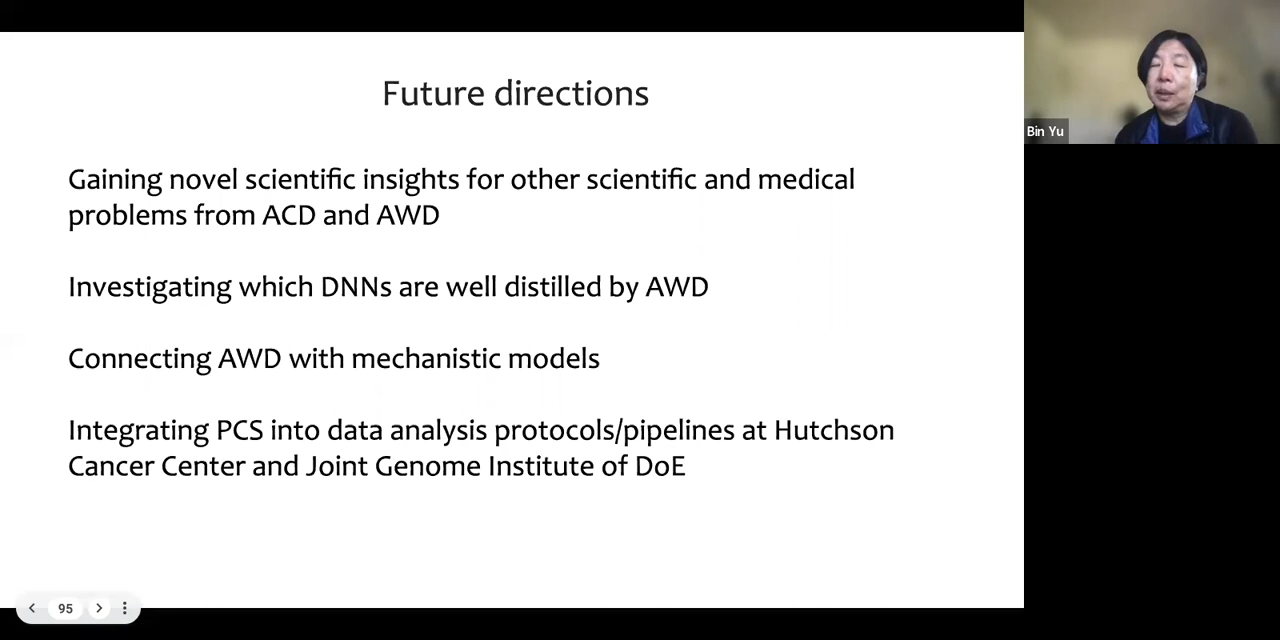 Future directions
Gaining novel scientific insights for other scientific and medical
problems from ACD and AWD
Investigating which DNNs are well distilled by AWD
Connecting AWD with mechanistic models
Integrating PCS into data analysis protocols/pipelines at Hutchson
Cancer Center and Joint Genome Institute of DoE
Bin Yu
95